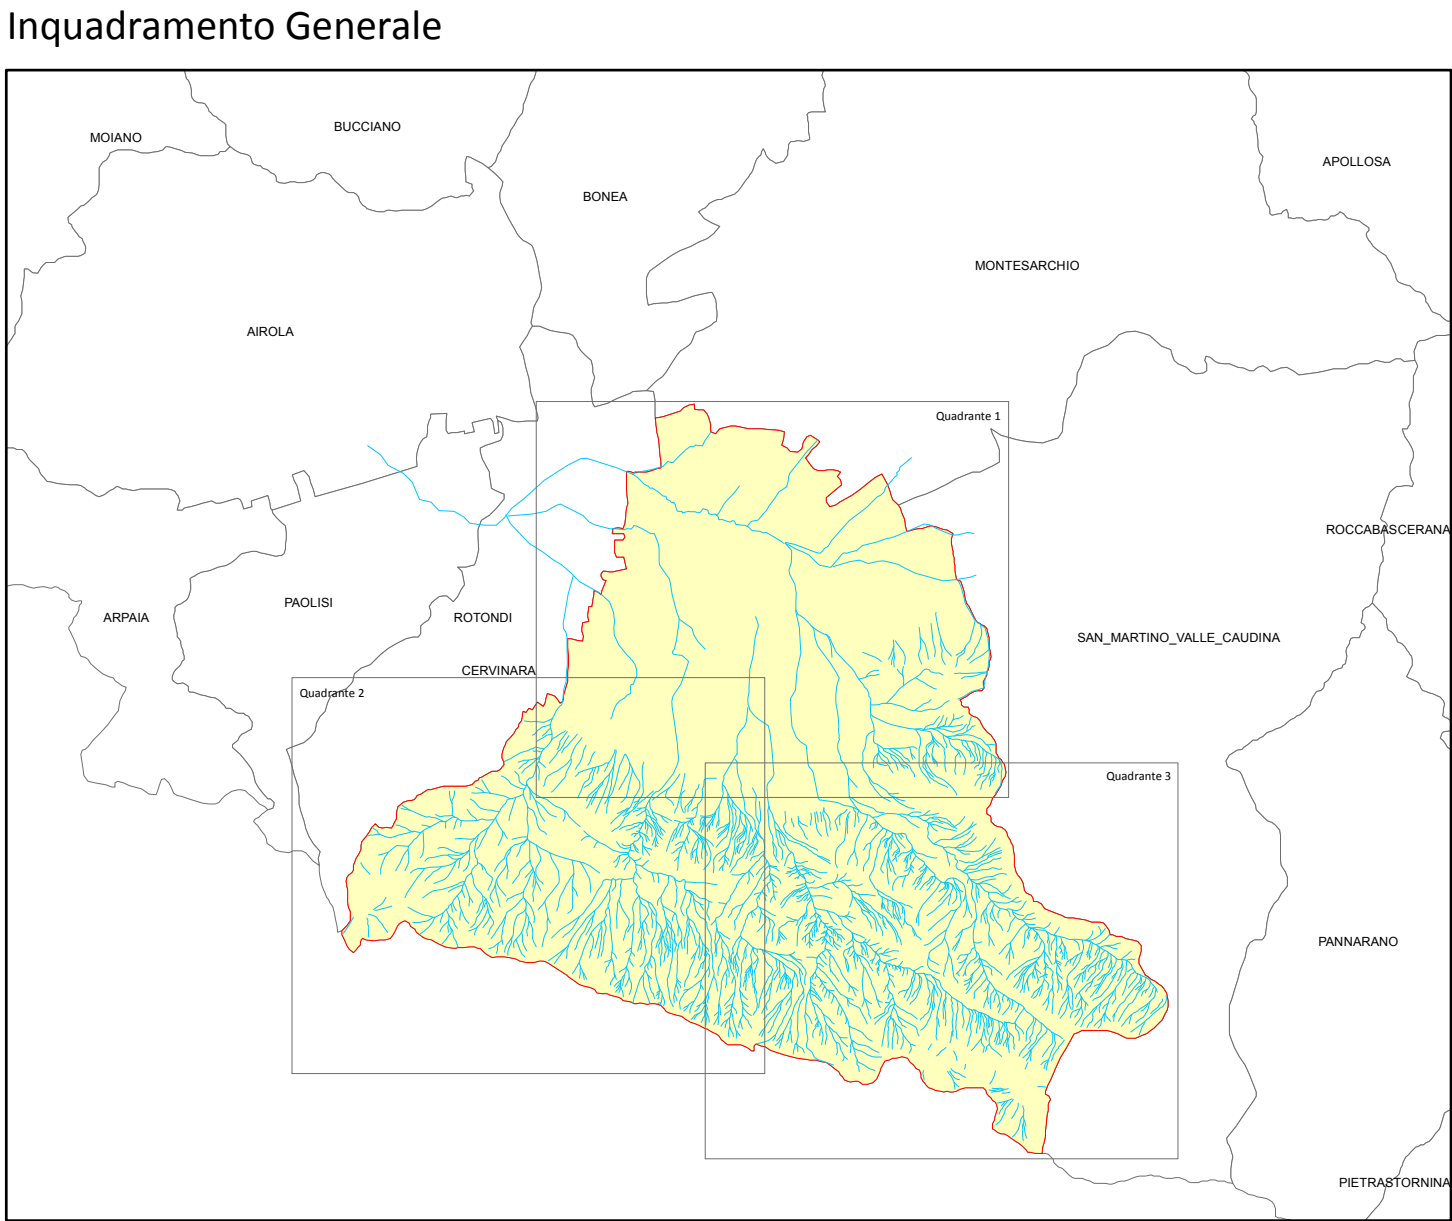 Inquadramento Generale
BUCCIANO
MOIANO
APOLLOSA
BONEA
MONTESARCHIO
AIROLA
Quadrante 1
ROCCABASCERANA
PAOLISI
ARPAIA
ROTONDI
SAN_MARTINO_VALLE_CAUDINA
CERVINARA
Quadrante 2
Quadrante 3
PANNARANO
PIETRASTORNINA